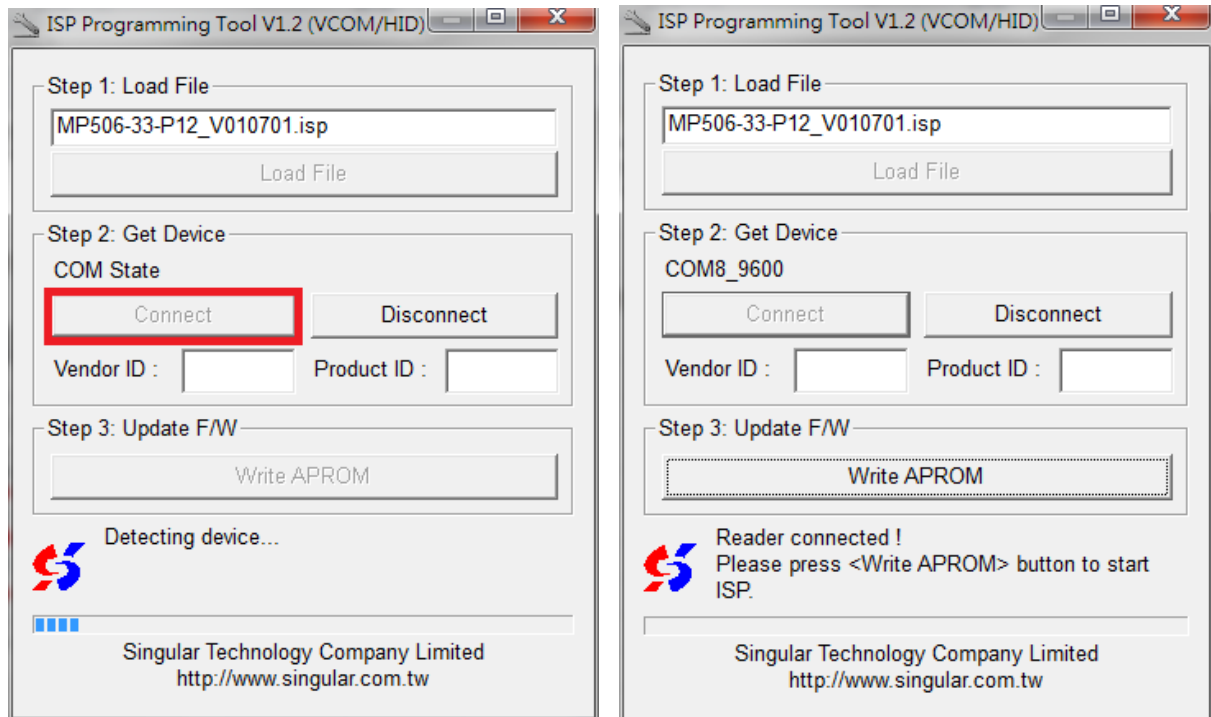 ISP Programming Tool V1.2 (VCOM/HID)
Step 1: Load File
MP506-33-P12_V010701.isp
Load File
Step 2: Get Device
COM State
Connect
Disconnect
Vendor ID :
Product ID :
Step 3: Update F/W
Write APROM
Detecting device...
Singular Technology Company Limited
http://www.singular.com.tw
ISP Programming Tool V1.2 (VCOM/HID)
Step 1: Load File
MP506-33-P12_V010701.isp
Load File
Step 2: Get Device
COM8_9600
Connect
Disconnect
Vendor ID :
Product ID :
Step 3: Update F/W
Write APROM
Reader connected !
Please press <Write APROM> button to start
ISP.
Singular Technology Company Limited
http://www.singular.com.tw